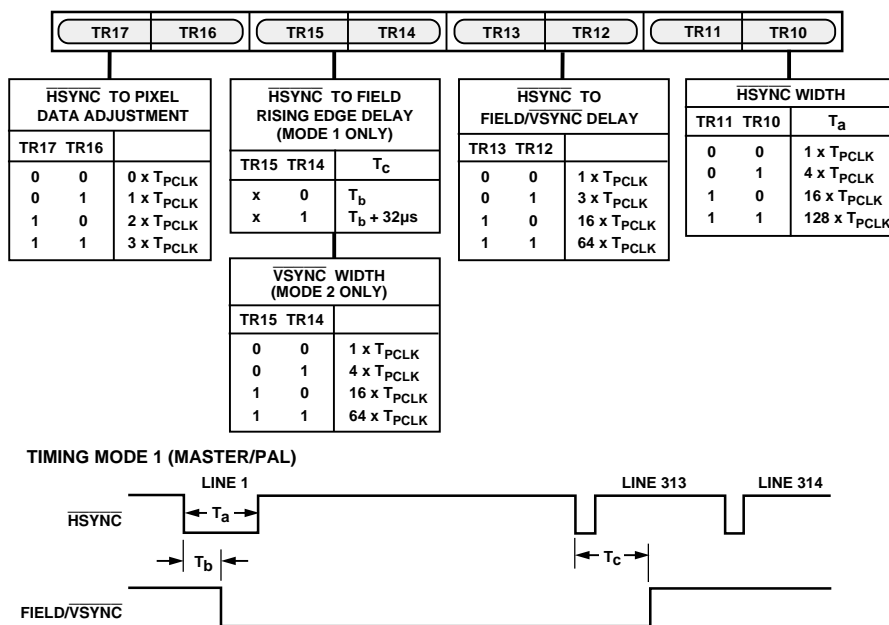 TR17 TR16 TR15 TR14 TR13 TR12 TR11 TR10
HSYNC TO PIXEL
DATA ADJUSTMENT
TR17 TR16
0 0 0 x TPCLK
0 1 1 x TPCLK
1 0 2 x TPCLK
1 1 3 x TPCLK
HSYNC TO FIELD
RISING EDGE DELAY
(MODE 1 ONLY)
TR15 TR14 Tc
x 0 Tb
x 1 Tb + 32µs
VSYNC WIDTH
(MODE 2 ONLY)
TR15 TR14
0 0 1 x TPCLK
0 1 4 x TPCLK
1 0 16 x TPCLK
1 1 64 x TPCLK
HSYNC TO
FIELD/VSYNC DELAY
TR13 TR12
0 0 1 x TPCLK
0 1 3 x TPCLK
1 0 16 x TPCLK
1 1 64 x TPCLK
HSYNC WIDTH
TR11 TR10 Ta
0 0 1 x TPCLK
0 1 4 x TPCLK
1 0 16 x TPCLK
1 1 128 x TPCLK
TIMING MODE 1 (MASTER/PAL)
LINE 1 LINE 313 LINE 314
HSYNC Ta
Tb Tc
FIELD/VSYNC